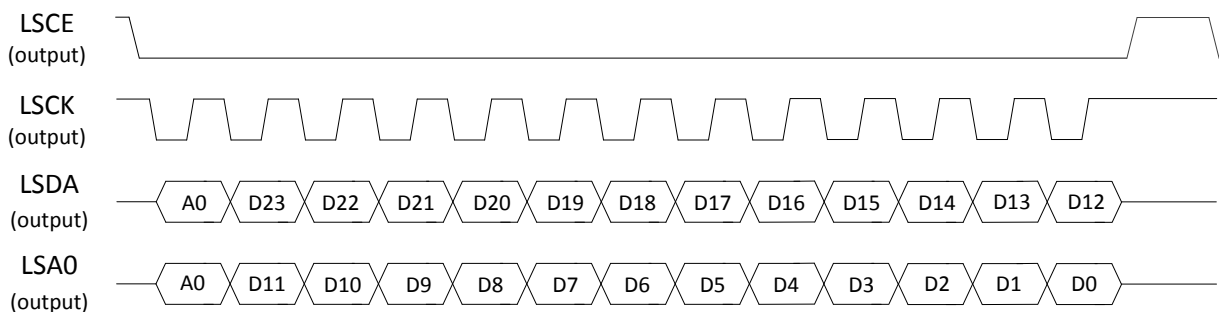 LSCE
(output)
LSCK
(output)
LSDA
(output)
A0 D23 D22 D21 D20 D19 D18 D17 D16 D15 D14 D13 D12
LSA0
(output)
A0 D11 D10 D9 D8 D7 D6 D5 D4 D3 D2 D1 D0